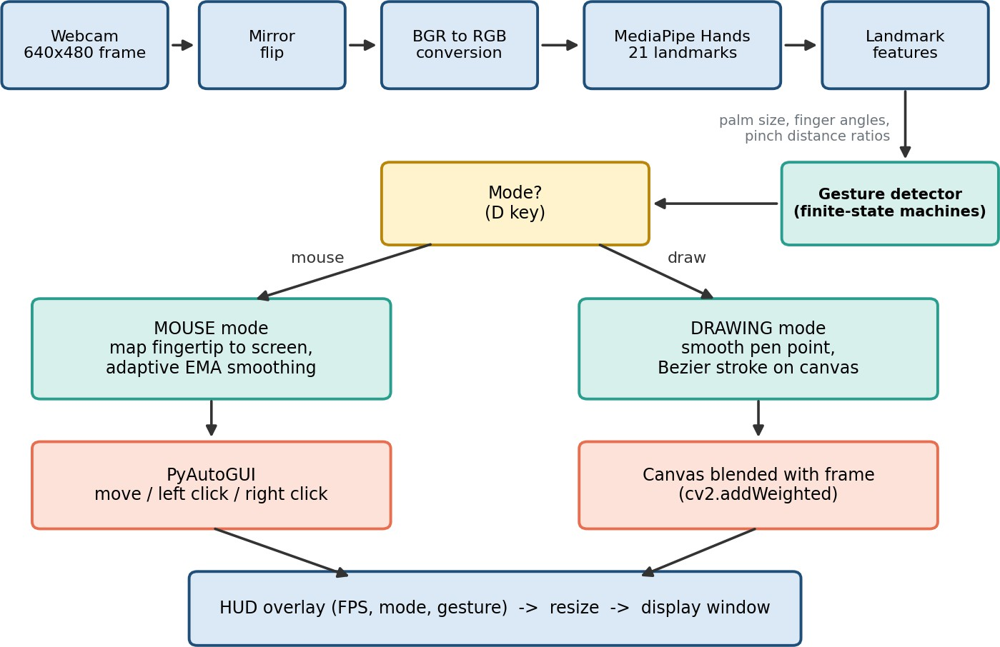 Webcam
640x480 frame
Mirror
flip
BGR to RGB
conversion
MediaPipe Hands
21 landmarks
Landmark
features
palm size, finger angles,
pinch distance ratios
Gesture detector
(finite-state machines)
Mode?
(D key)
mouse
draw
MOUSE mode
map fingertip to screen,
adaptive EMA smoothing
DRAWING mode
smooth pen point,
Bezier stroke on canvas
PyAutoGUI
move / left click / right click
Canvas blended with frame
(cv2.addWeighted)
HUD overlay (FPS, mode, gesture)  ->  resize  ->  display window